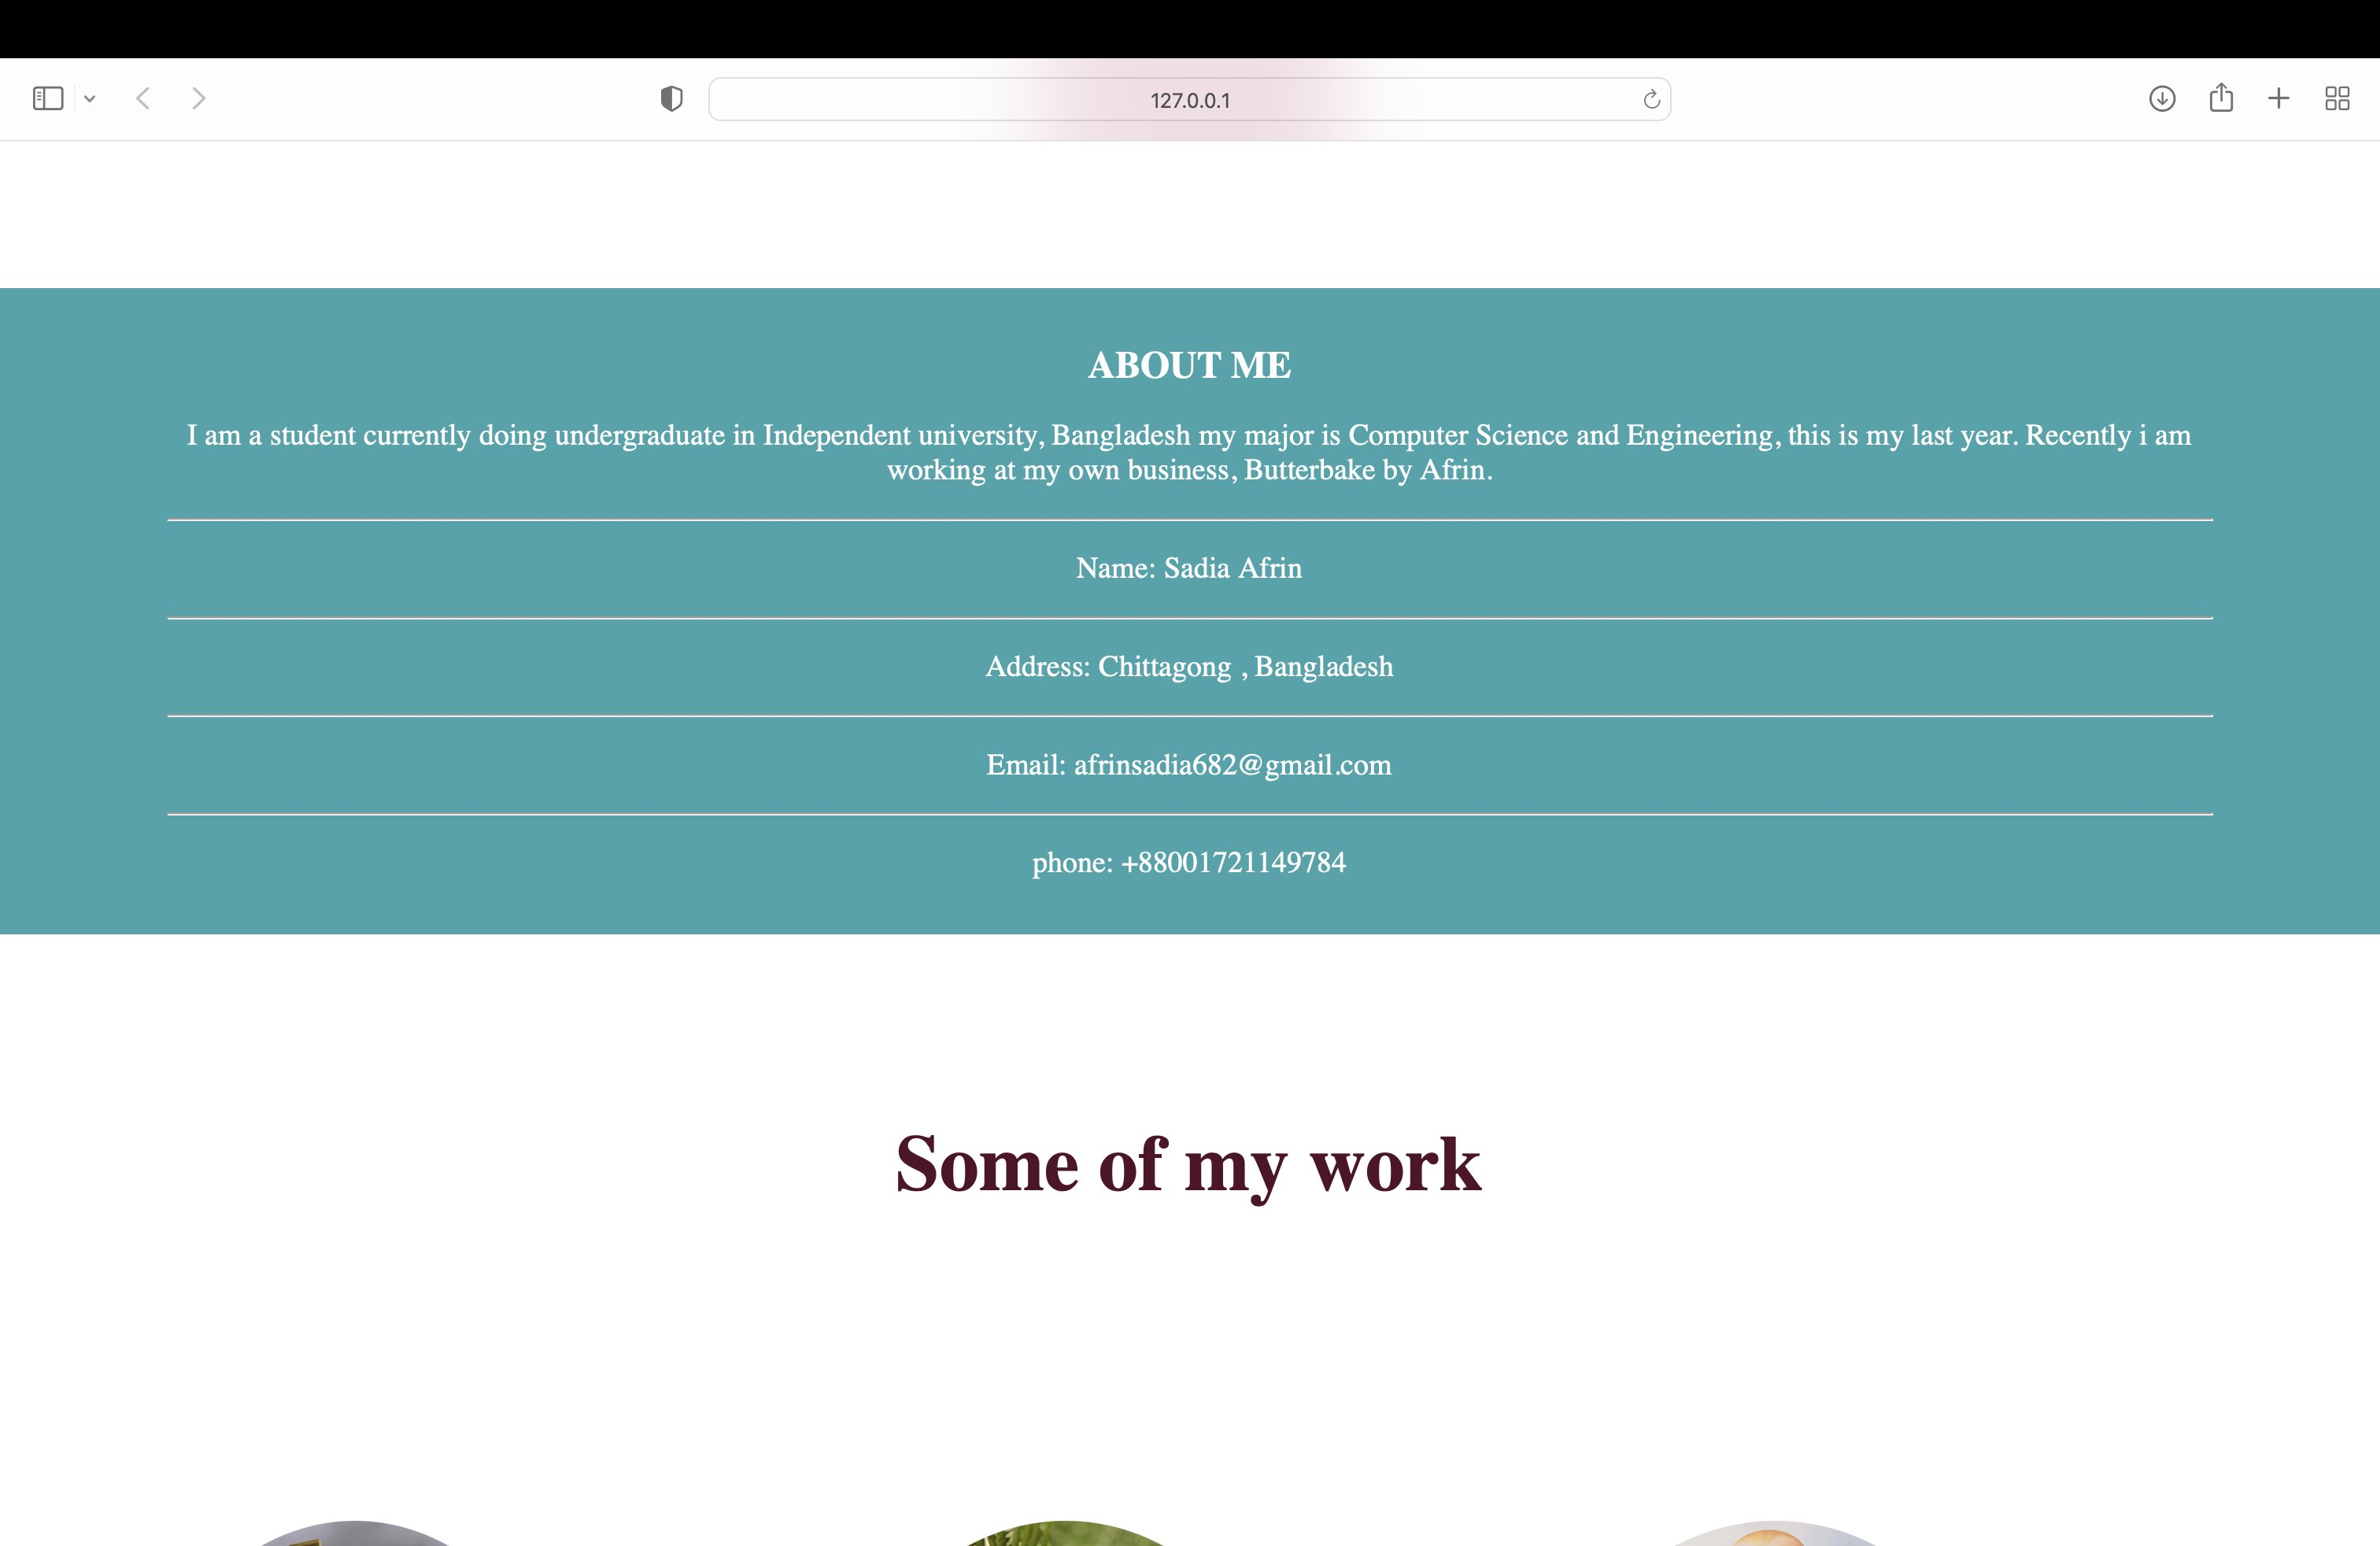 127.0.0.1
ABOUT ME
I am a student currently doing undergraduate in Independent university, Bangladesh my major is Computer Science and Engineering, this is my last year. Recently i am
working at my own business, Butterbake by Afrin.
Name: Sadia Afrin
Address: Chittagong , Bangladesh
Email: afrinsadia682@gmail.com
phone: +88001721149784
Some of my work